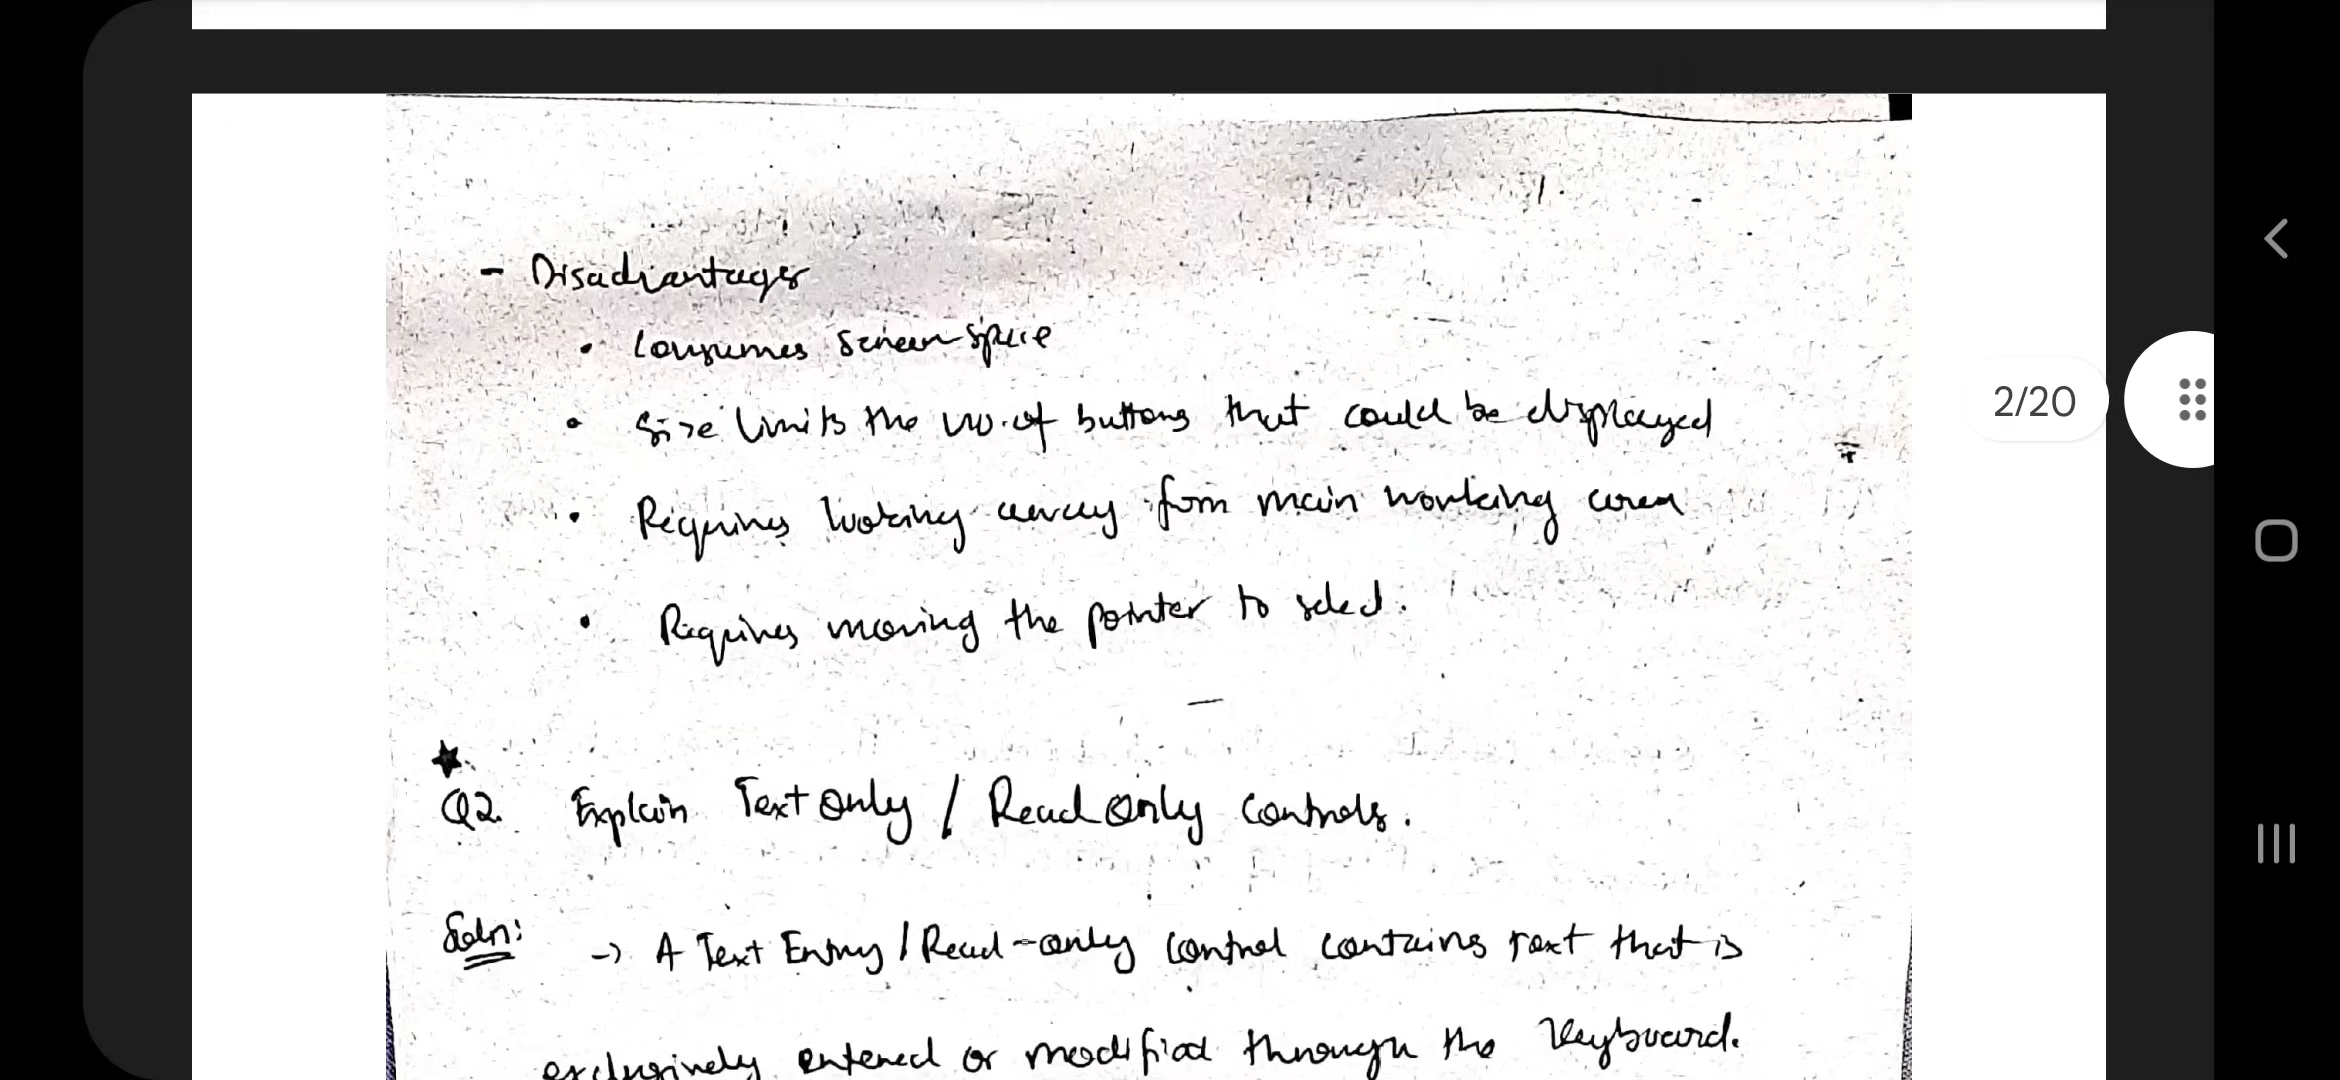 - Disadvantages
• Consumes screen space
• Size limits the no. of buttons that could be displayed
2/20
• Requires looking away from main working area
• Requires moving the pointer to select.
Q2. Explain Text only / Read only controls.
Soln: -> A Text Entry / Read-only control contains text that is
exclusively entered or modified through the keyboard.